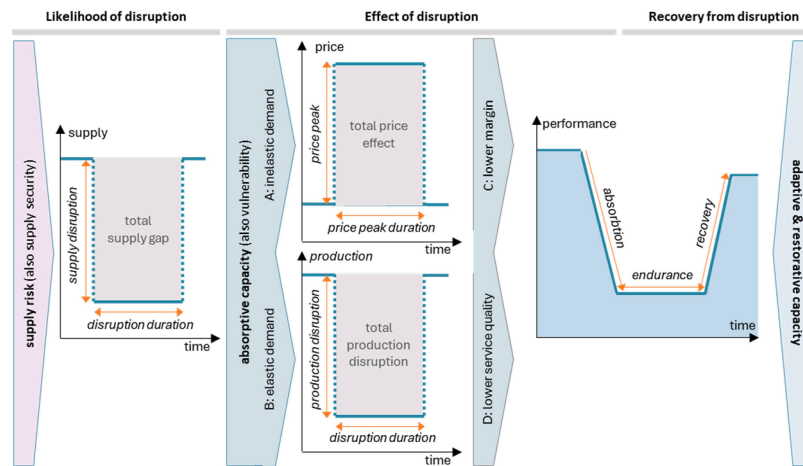 Likelihood of disruption
Effect of disruption
Recovery from disruption
supply risk (also supply security)
supply
supply disruption
total
supply gap
disruption duration
time
absorptive capacity (also vulnerability)
A: inelastic demand
B: elastic demand
price
price peak
total price
effect
price peak duration
time
production
production disruption
total
production
disruption
disruption duration
time
C: lower margin
D: lower service quality
performance
absorbtion
endurance
recovery
time
adaptive & restorative
capacity